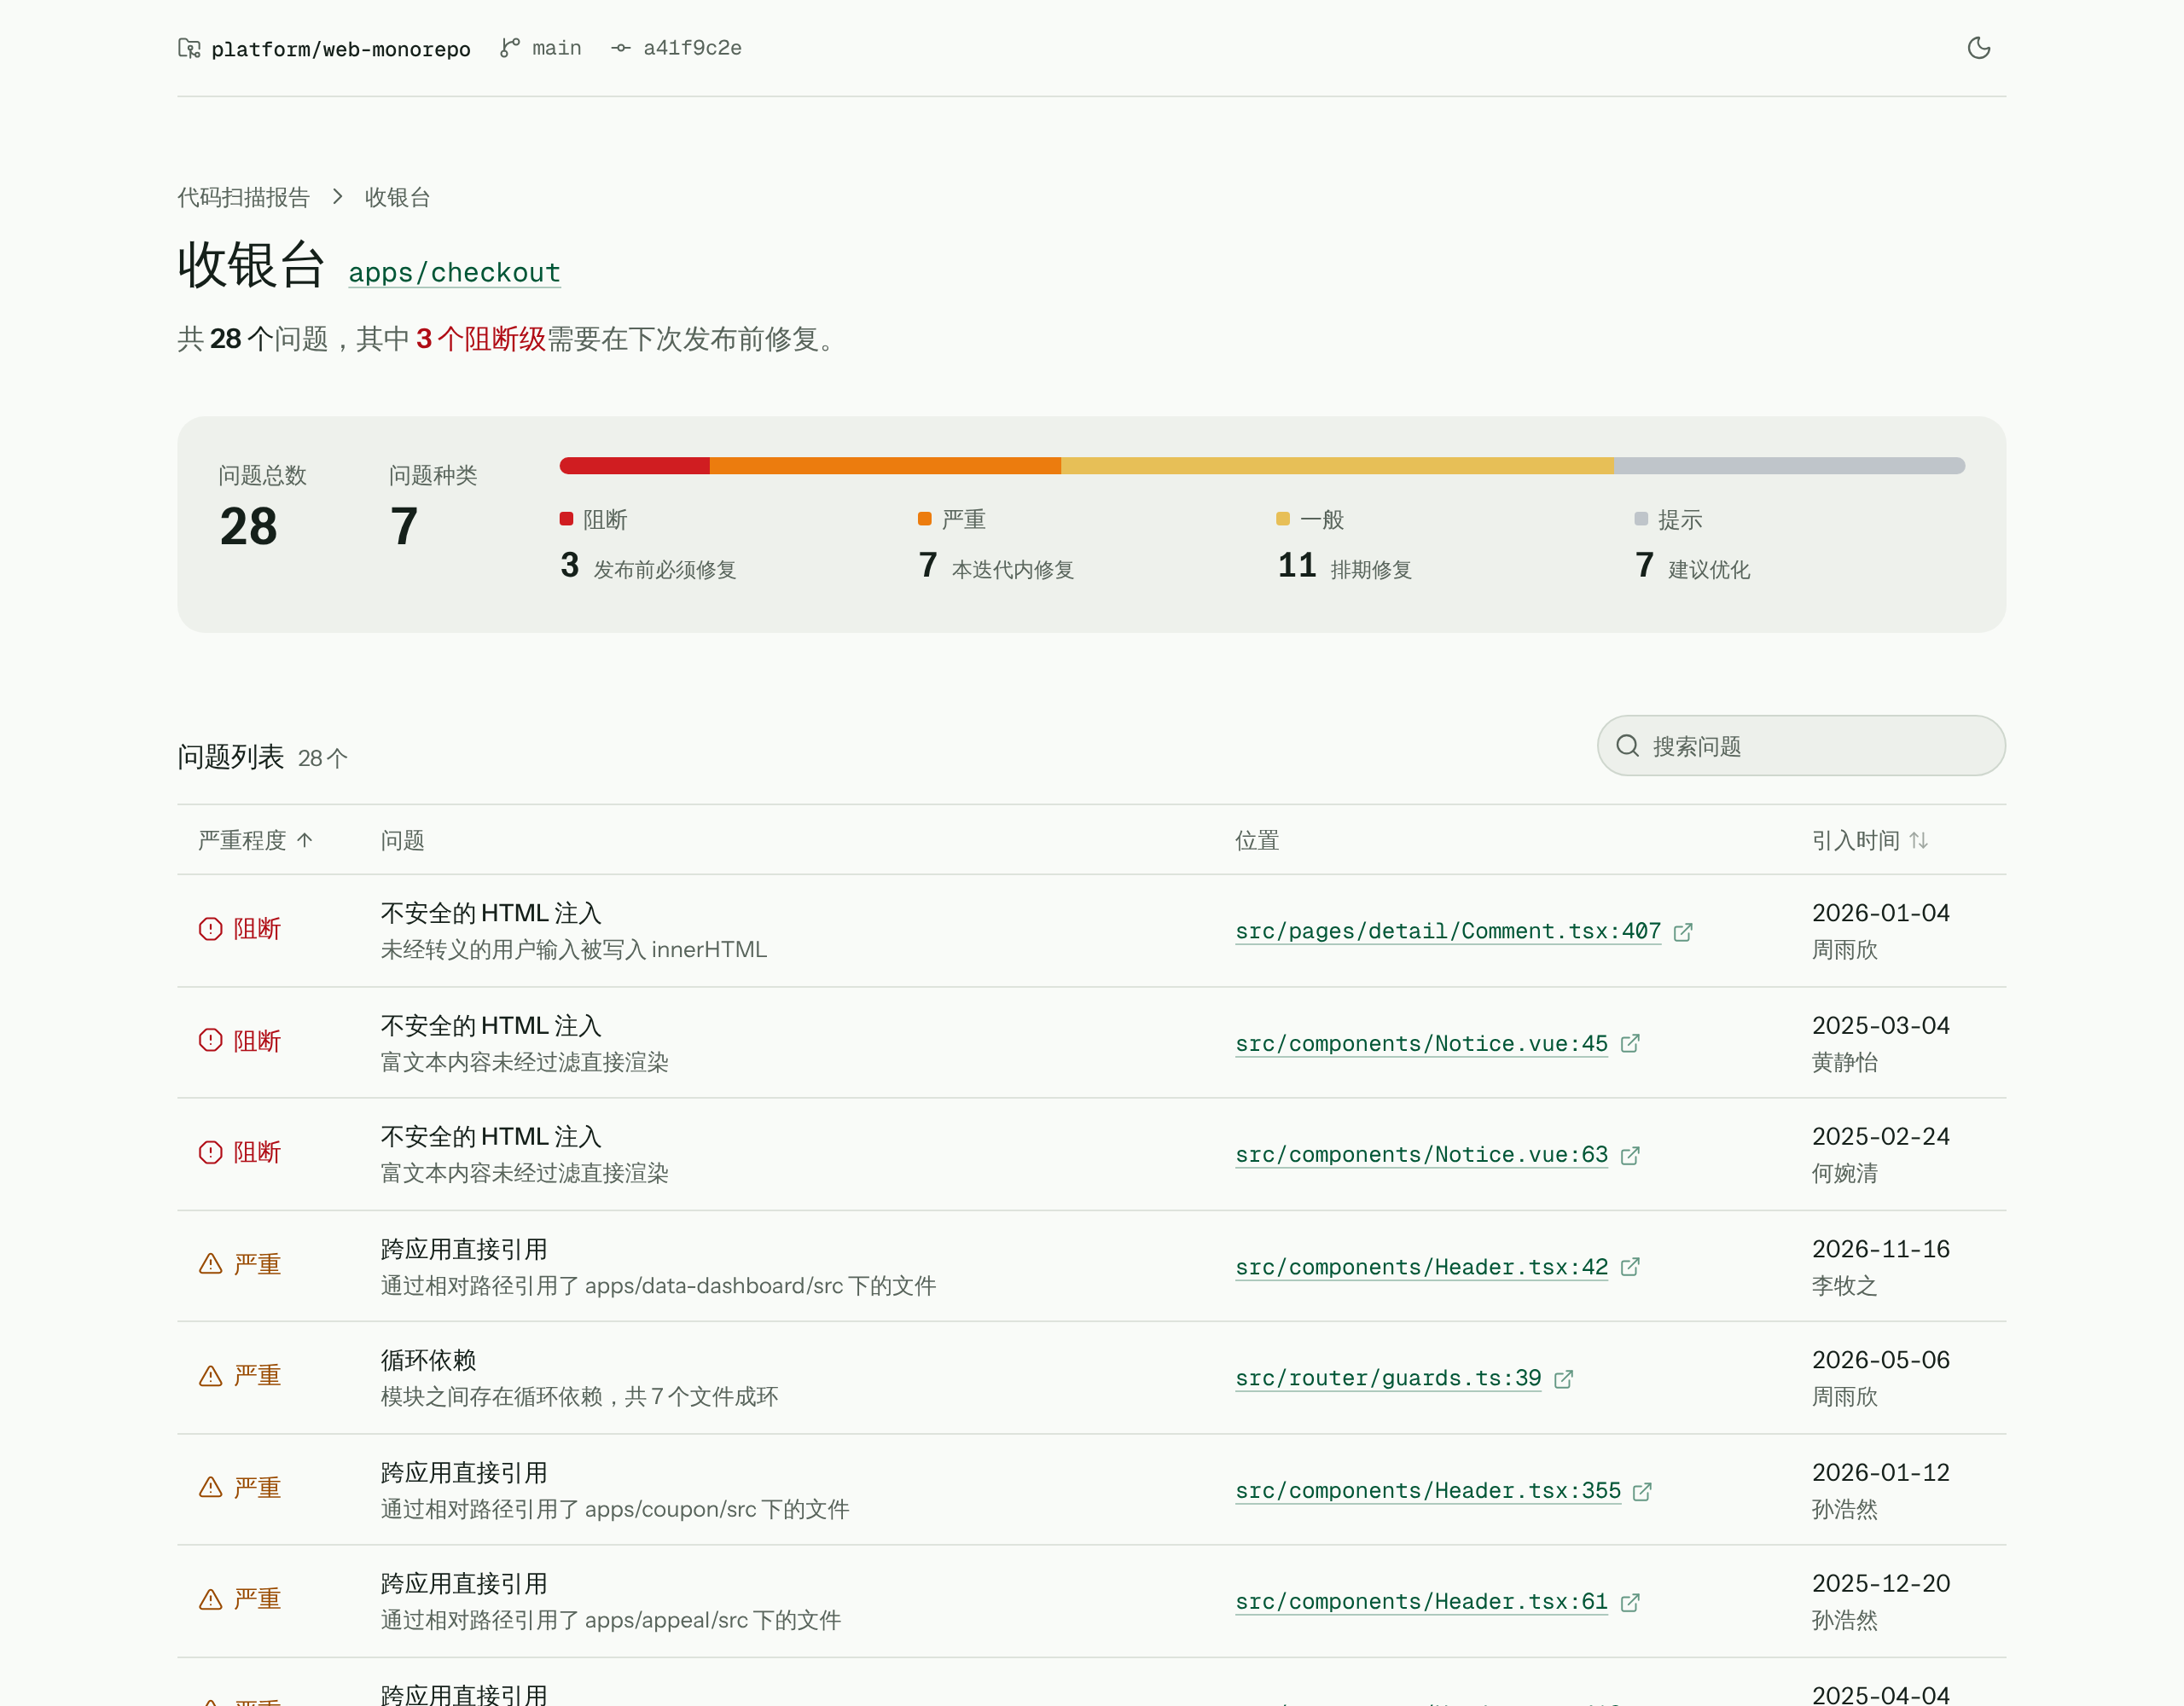 platform/web-monorepo main a41f9c2e
代码扫描报告 收银台
收银台 apps/checkout
共 28 个问题，其中 3 个阻断级需要在下次发布前修复。
问题总数 问题种类
28 7
阻断 严重 一般 提示
3 发布前必须修复 7 本迭代内修复 11 排期修复 7 建议优化
问题列表 28 个
搜索问题
严重程度 问题 位置 引入时间
阻断 不安全的 HTML 注入 src/pages/detail/Comment.tsx:407 2026-01-04
未经转义的用户输入被写入 innerHTML 周雨欣
阻断 不安全的 HTML 注入 src/components/Notice.vue:45 2025-03-04
富文本内容未经过滤直接渲染 黄静怡
阻断 不安全的 HTML 注入 src/components/Notice.vue:63 2025-02-24
富文本内容未经过滤直接渲染 何婉清
严重 跨应用直接引用 src/components/Header.tsx:42 2026-11-16
通过相对路径引用了 apps/data-dashboard/src 下的文件 李牧之
严重 循环依赖 src/router/guards.ts:39 2026-05-06
模块之间存在循环依赖，共 7 个文件成环 周雨欣
严重 跨应用直接引用 src/components/Header.tsx:355 2026-01-12
通过相对路径引用了 apps/coupon/src 下的文件 孙浩然
严重 跨应用直接引用 src/components/Header.tsx:61 2025-12-20
通过相对路径引用了 apps/appeal/src 下的文件 孙浩然
跨应用直接引用 2025-04-04